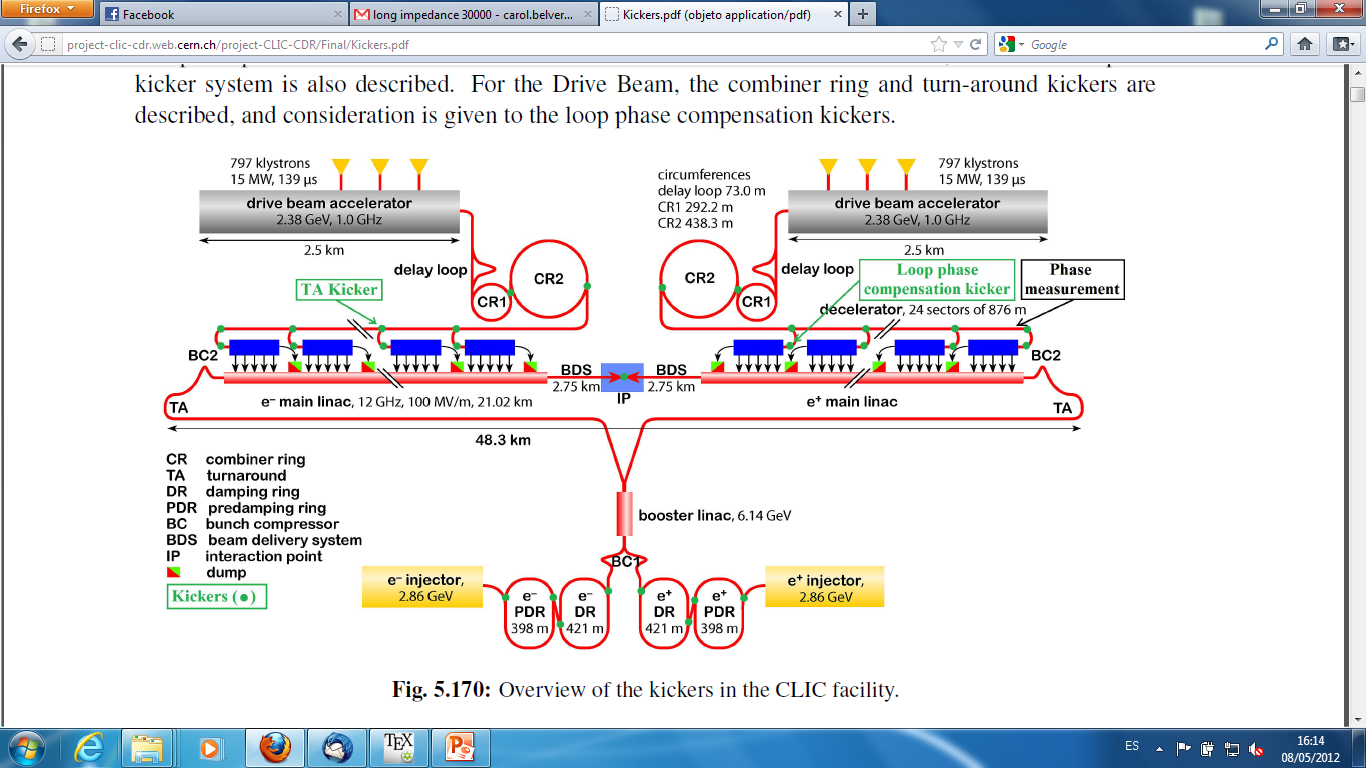 Firefox
Facebook
long impedance 30000 - carol.belver...
Kickers.pdf (objeto application/pdf)
project-clic-cdr.web.cern.ch/project-CLIC-CDR/Final/Kickers.pdf
Google
kicker system is also described. For the Drive Beam, the combiner ring and turn-around kickers are
described, and consideration is given to the loop phase compensation kickers.
797 klystrons
15 MW, 139 μs
drive beam accelerator
2.38 GeV, 1.0 GHz
2.5 km
circumferences
delay loop 73.0 m
CR1 292.2 m
CR2 438.3 m
797 klystrons
15 MW, 139 μs
drive beam accelerator
2.38 GeV, 1.0 GHz
2.5 km
delay loop
CR2
CR1
CR2
CR1
delay loop
TA Kicker
Loop phase
compensation kicker
Phase
measurement
decelerator, 24 sectors of 876 m
BC2
BDS
2.75 km
IP
BDS
2.75 km
BC2
TA
e⁻ main linac, 12 GHz, 100 MV/m, 21.02 km
e⁺ main linac
TA
48.3 km
CR combiner ring
TA turnaround
DR damping ring
PDR predamping ring
BC bunch compressor
BDS beam delivery system
IP interaction point
dump
Kickers (●)
booster linac, 6.14 GeV
BC1
e⁻ injector,
2.86 GeV
e⁻
PDR
398 m
e⁻
DR
421 m
e⁺
DR
421 m
e⁺
PDR
398 m
e⁺ injector,
2.86 GeV
Fig. 5.170: Overview of the kickers in the CLIC facility.
TEX
P
ES
16:14
08/05/2012